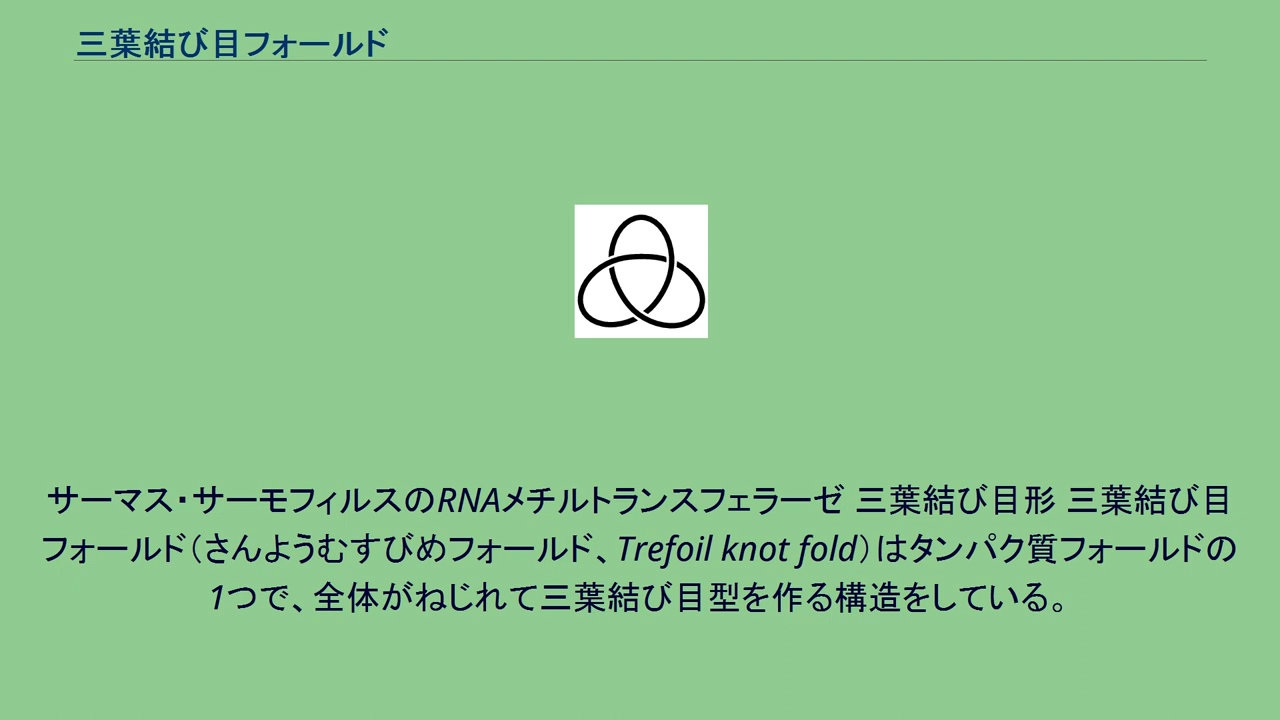 三葉結び目フォールド
サーマス・サーモフィルスのRNAメチルトランスフェラーゼ 三葉結び目形 三葉結び目
フォールド（さんようむすびめフォールド、Trefoil knot fold）はタンパク質フォールドの
1つで、全体がねじれて三葉結び目型を作る構造をしている。